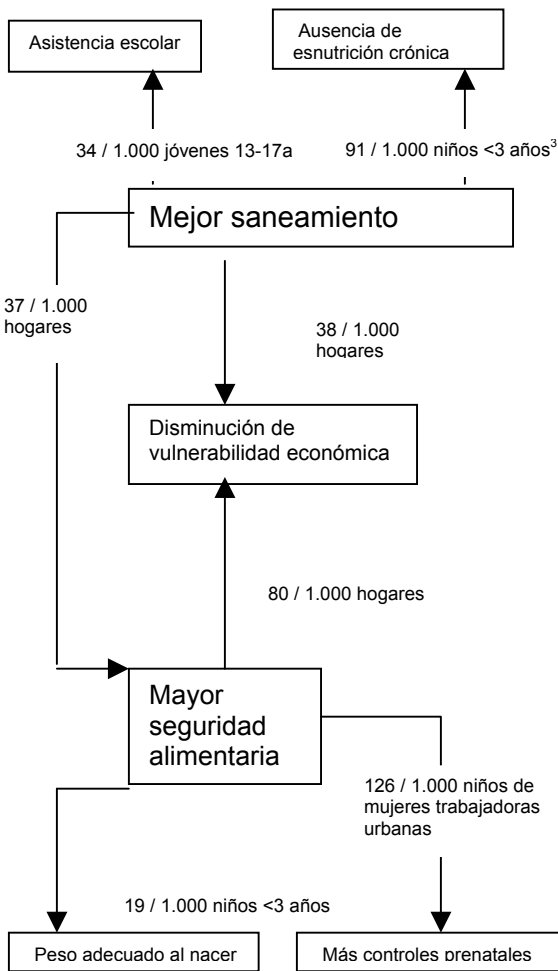 Asistencia escolar
Ausencia de
esnutrición crónica
34 / 1.000 jóvenes 13-17a
91 / 1.000 niños <3 años³
Mejor saneamiento
37 / 1.000
hogares
38 / 1.000
hogares
Disminución de
vulnerabilidad económica
80 / 1.000 hogares
Mayor
seguridad
alimentaria
126 / 1.000 niños de
mujeres trabajadoras
urbanas
19 / 1.000 niños <3 años
Peso adecuado al nacer
Más controles prenatales